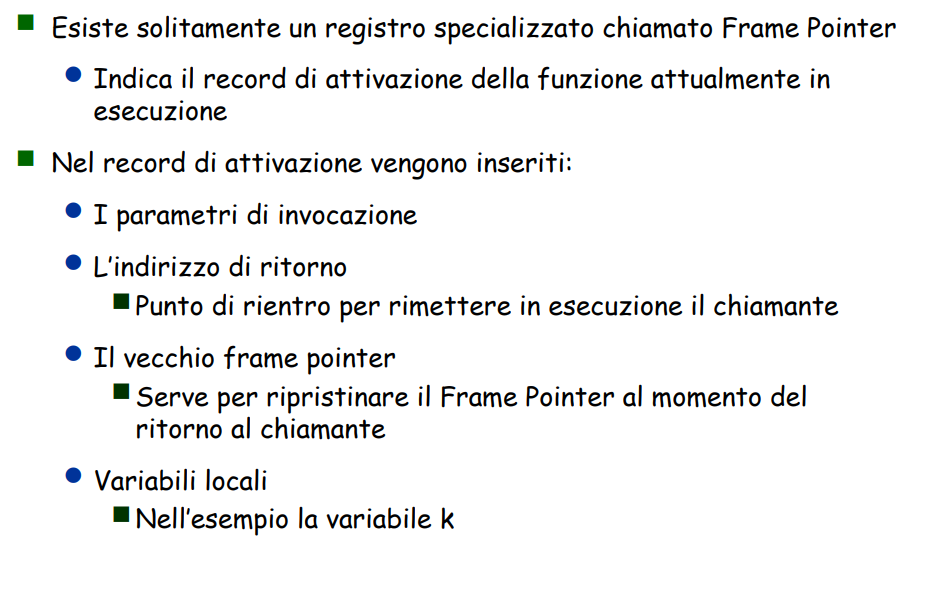 Esiste solitamente un registro specializzato chiamato Frame Pointer
Indica il record di attivazione della funzione attualmente in
esecuzione
Nel record di attivazione vengono inseriti:
I parametri di invocazione
L'indirizzo di ritorno
Punto di rientro per rimettere in esecuzione il chiamante
Il vecchio frame pointer
Serve per ripristinare il Frame Pointer al momento del
ritorno al chiamante
Variabili locali
Nell'esempio la variabile k